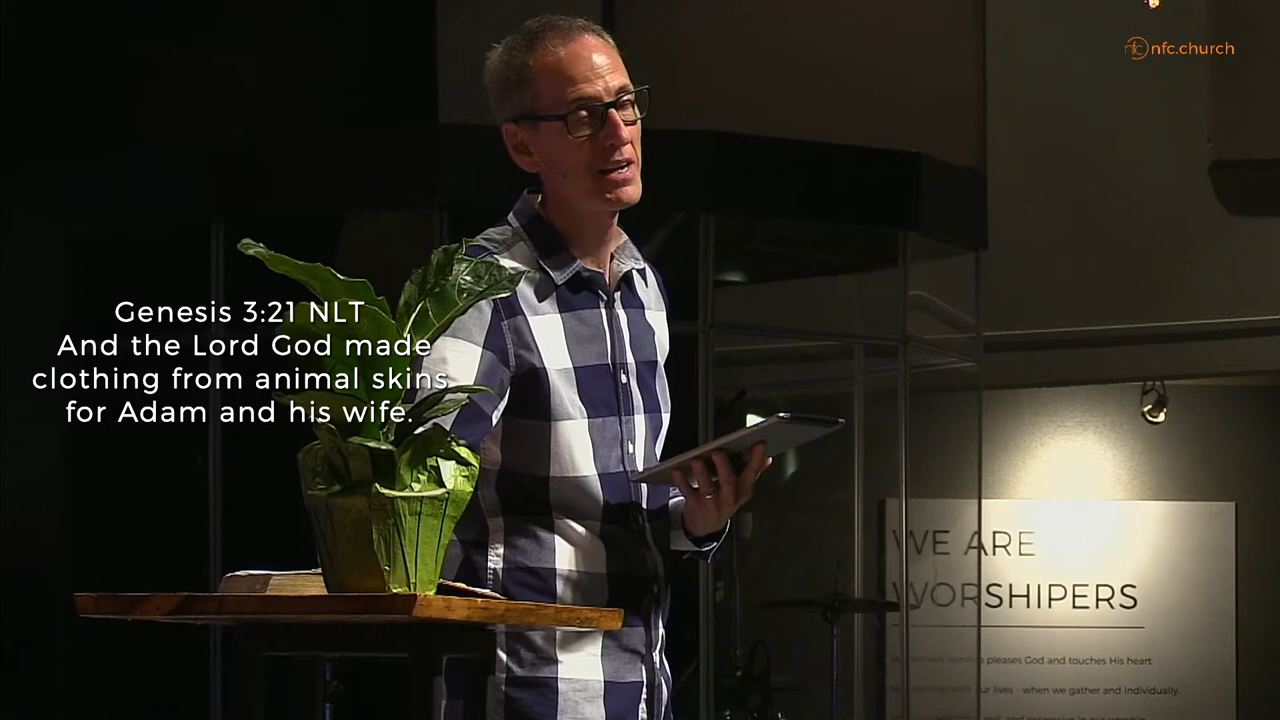 nfc.church
Genesis 3:21 NLT
And the Lord God made
clothing from animal skins
for Adam and his wife.
WE ARE
WORSHIPERS
pleases God and touches His heart.
our lives - when we gather and individually.